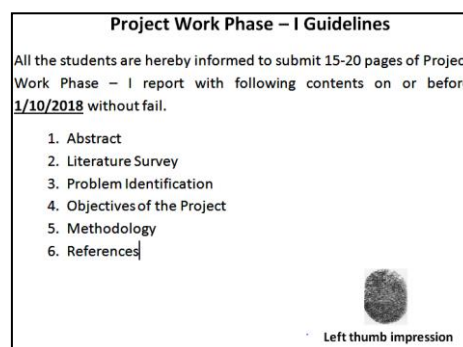 Project Work Phase – I Guidelines
All the students are hereby informed to submit 15-20 pages of Projec
Work Phase – I report with following contents on or befor
1/10/2018 without fail.
1. Abstract
2. Literature Survey
3. Problem Identification
4. Objectives of the Project
5. Methodology
6. References
Left thumb impression